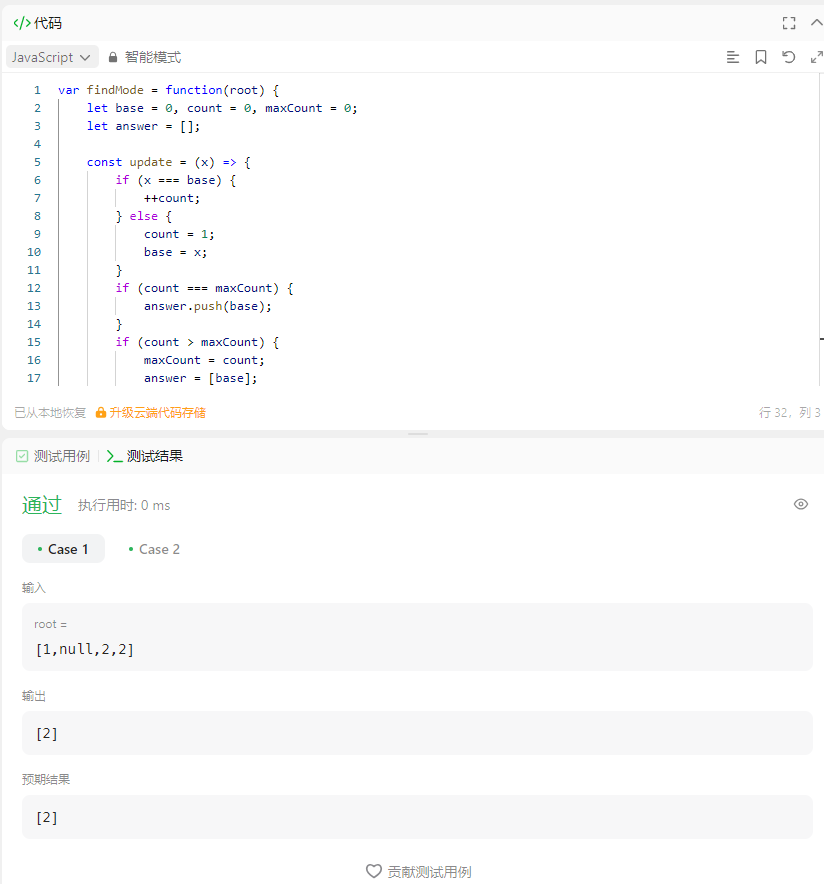 </> 代码
JavaScript 智能模式
1 var findMode = function(root) {
2     let base = 0, count = 0, maxCount = 0;
3     let answer = [];
4
5     const update = (x) => {
6         if (x === base) {
7             ++count;
8         } else {
9             count = 1;
10             base = x;
11         }
12         if (count === maxCount) {
13             answer.push(base);
14         }
15         if (count > maxCount) {
16             maxCount = count;
17             answer = [base];
已从本地恢复 升级云端代码存储 行 32, 列 3
测试用例 >_ 测试结果
通过 执行用时: 0 ms
• Case 1 • Case 2
输入
root =
[1,null,2,2]
输出
[2]
预期结果
[2]
贡献测试用例